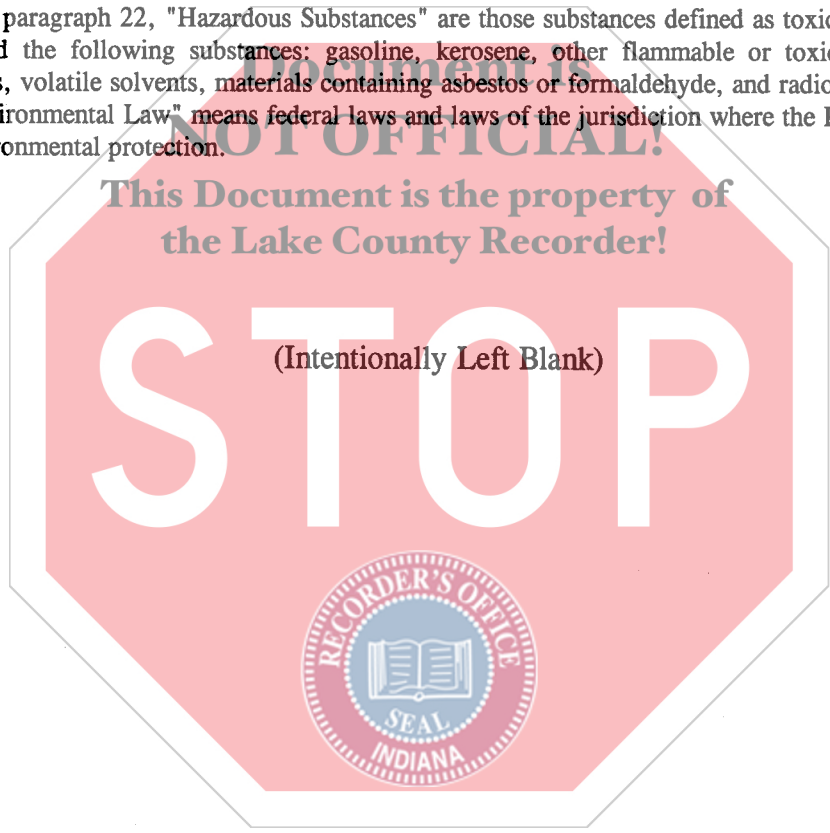 paragraph 22, "Hazardous Substances" are those substances defined as toxic
the following substances: gasoline, kerosene, other flammable or toxic
, volatile solvents, materials containing asbestos or formaldehyde, and radio
ironmental Law" means federal laws and laws of the jurisdiction where the
onmental protection.
Document is
NOT OFFICIAL!
This Document is the property of
the Lake County Recorder!
(Intentionally Left Blank)
STOP
RECORDER'S OFFICE
SEAL
INDIANA